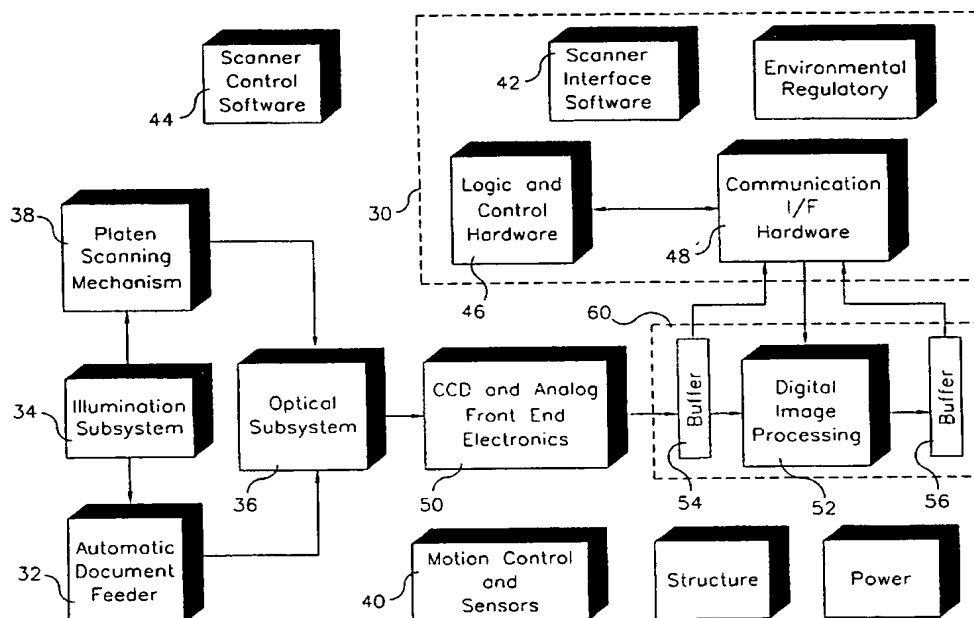 Scanner
Control
Software
44
Scanner
Interface
Software
42
Environmental
Regulatory
30
Logic and
Control
Hardware
46
Communication
I/F
Hardware
48'
38
Platen
Scanning
Mechanism
60
34
Illumination
Subsystem
Optical
Subsystem
36
CCD and Analog
Front End
Electronics
50
Buffer
54
Digital
Image
Processing
52
Buffer
56
32
Automatic
Document
Feeder
40
Motion Control
and
Sensors
Structure
Power